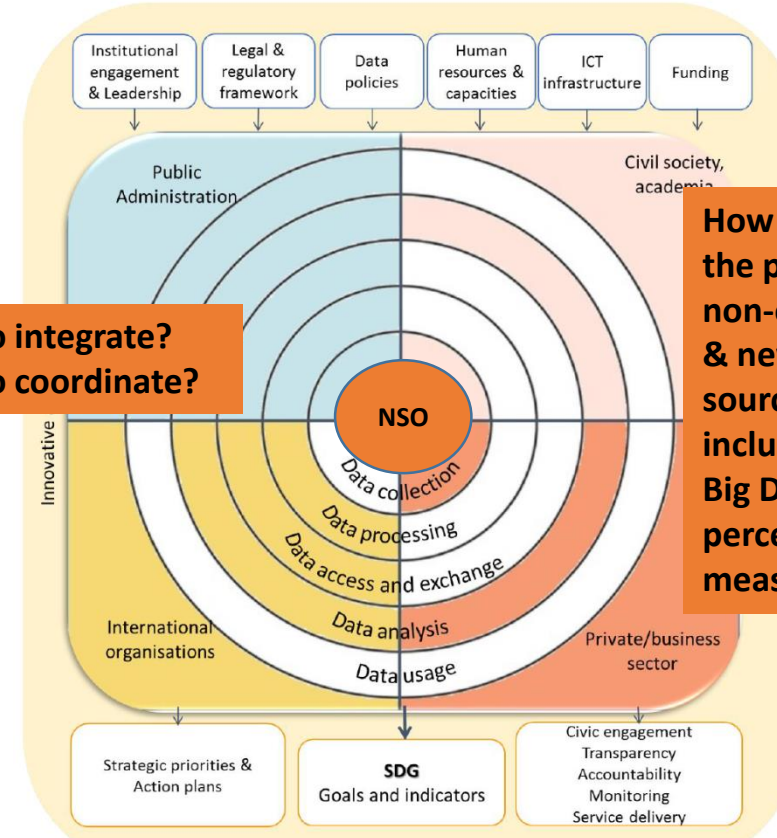 Institutional
engagement
& Leadership
Legal &
regulatory
framework
Data
policies
Human
resources &
capacities
ICT
infrastructure
Funding
Public
Administration
Civil society,
academia
How
the p
non-
& ne
sourc
inclu
Big D
perce
meas
o integrate?
o coordinate?
NSO
Innovative
Data collection
Data processing
Data access and exchange
Data analysis
Data usage
International
organisations
Private/business
sector
Strategic priorities &
Action plans
SDG
Goals and indicators
Civic engagement
Transparency
Accountability
Monitoring
Service delivery